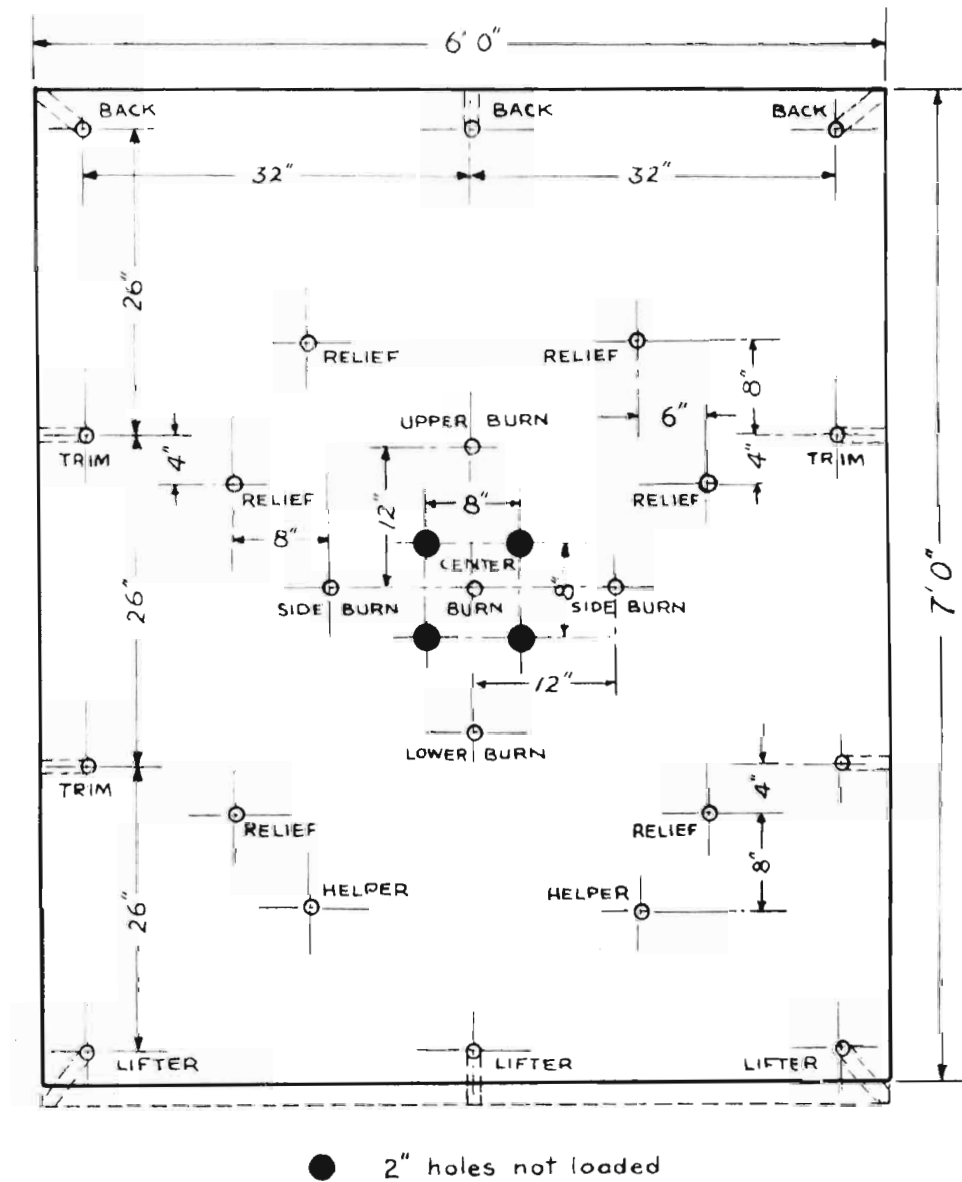 6' 0"
BACK BACK BACK
32" 32"
26"
RELIEF RELIEF
8"
6"
UPPER BURN
TRIM 4" 4" TRIM
RELIEF 12" 8" RELIEF
8"
CENTER
8"
SIDE BURN BURN SIDE BURN
7' 0"
26"
12"
LOWER BURN
TRIM 4"
RELIEF RELIEF
8"
HELPER HELPER
26"
LIFTER LIFTER LIFTER
2" holes not loaded